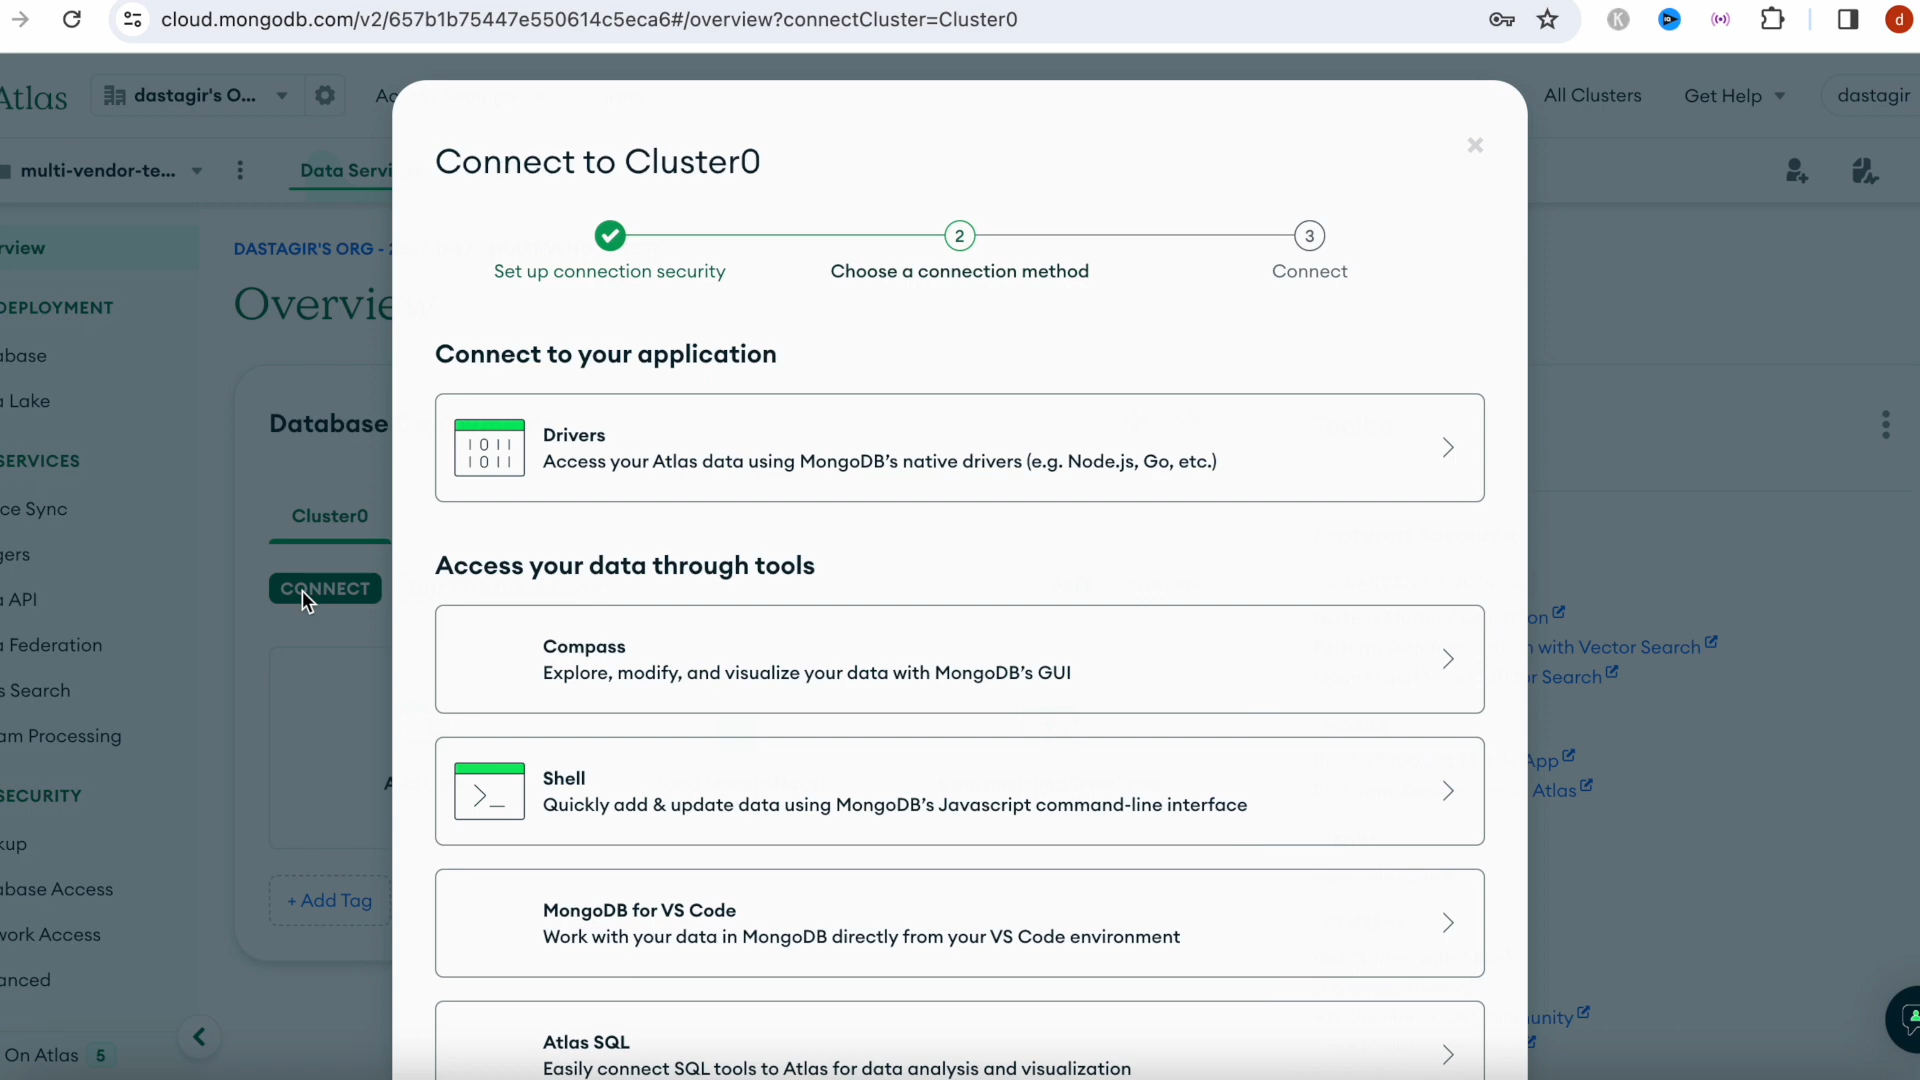 cloud.mongodb.com/v2/657b1b75447e550614c5eca6#/overview?connectCluster=Cluster0
K
d
Atlas
dastagir's O...
All Clusters
Get Help
dastagir
multi-vendor-te...
Data Servi
Connect to Cluster0
2
3
Set up connection security
Choose a connection method
Connect
rview
DASTAGIR'S ORG -
Overvie
DEPLOYMENT
abase
a Lake
SERVICES
ce Sync
gers
a API
a Federation
s Search
am Processing
SECURITY
kup
abase Access
work Access
anced
On Atlas 5
Database
Cluster0
CONNECT
+ Add Tag
Connect to your application
Drivers
Access your Atlas data using MongoDB's native drivers (e.g. Node.js, Go, etc.)
Access your data through tools
Compass
Explore, modify, and visualize your data with MongoDB's GUI
Shell
Quickly add & update data using MongoDB's Javascript command-line interface
MongoDB for VS Code
Work with your data in MongoDB directly from your VS Code environment
Atlas SQL
Easily connect SQL tools to Atlas for data analysis and visualization
on
n with Vector Search
r Search
App
Atlas
unity